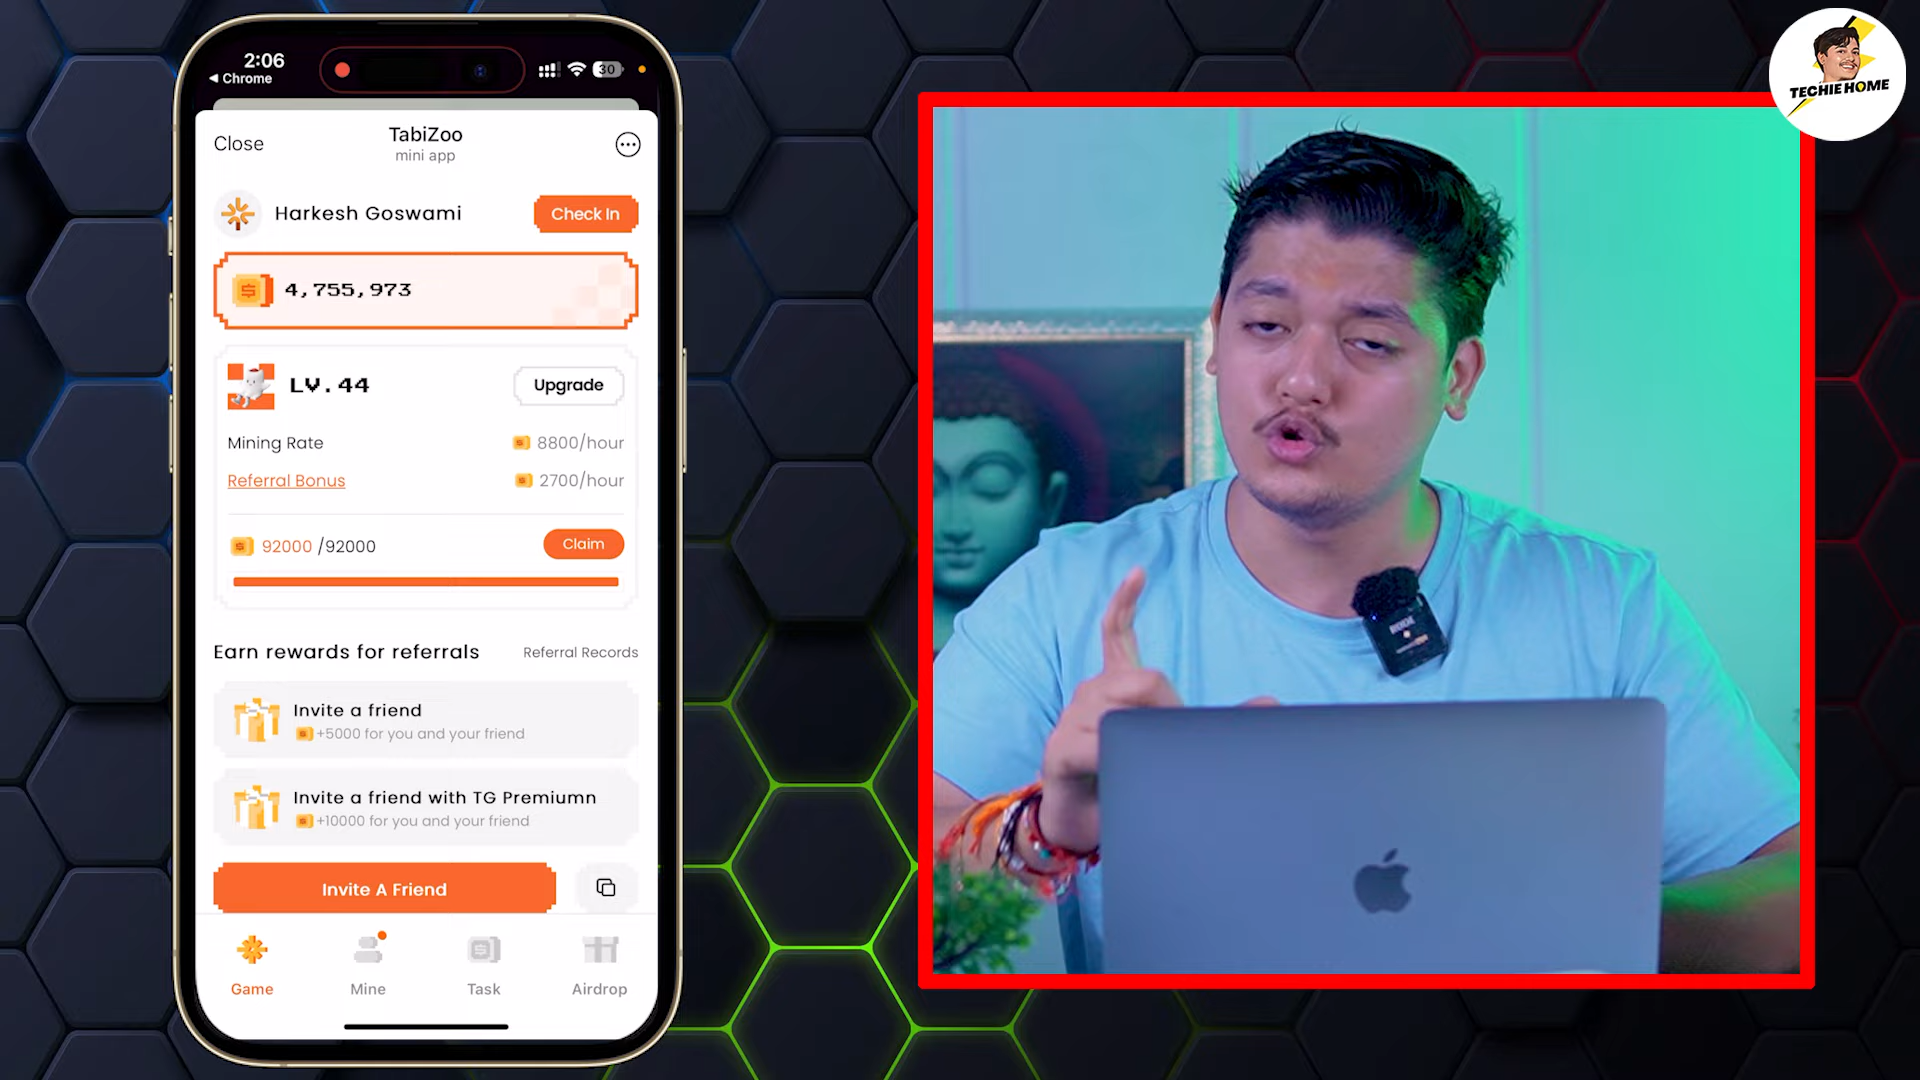 2:06
◀ Chrome
30
Close
TabiZoo
mini app
Harkesh Goswami
Check In
4,755,973
LV.44
Upgrade
Mining Rate
8800/hour
Referral Bonus
2700/hour
92000 /92000
Claim
Earn rewards for referrals
Referral Records
Invite a friend
+5000 for you and your friend
Invite a friend with TG Premiumn
+10000 for you and your friend
Invite A Friend
Game
Mine
Task
Airdrop
TECHIE HOME